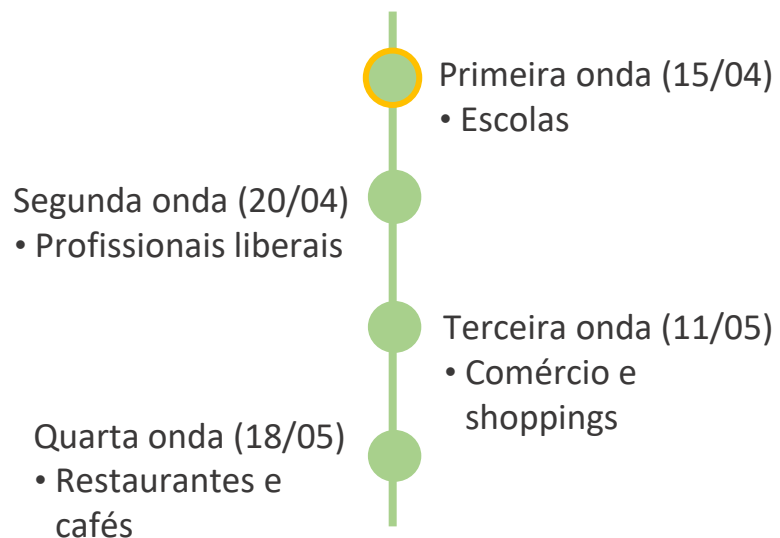 Primeira onda (15/04)
• Escolas
Segunda onda (20/04)
• Profissionais liberais
Terceira onda (11/05)
• Comércio e
shoppings
Quarta onda (18/05)
• Restaurantes e
cafés